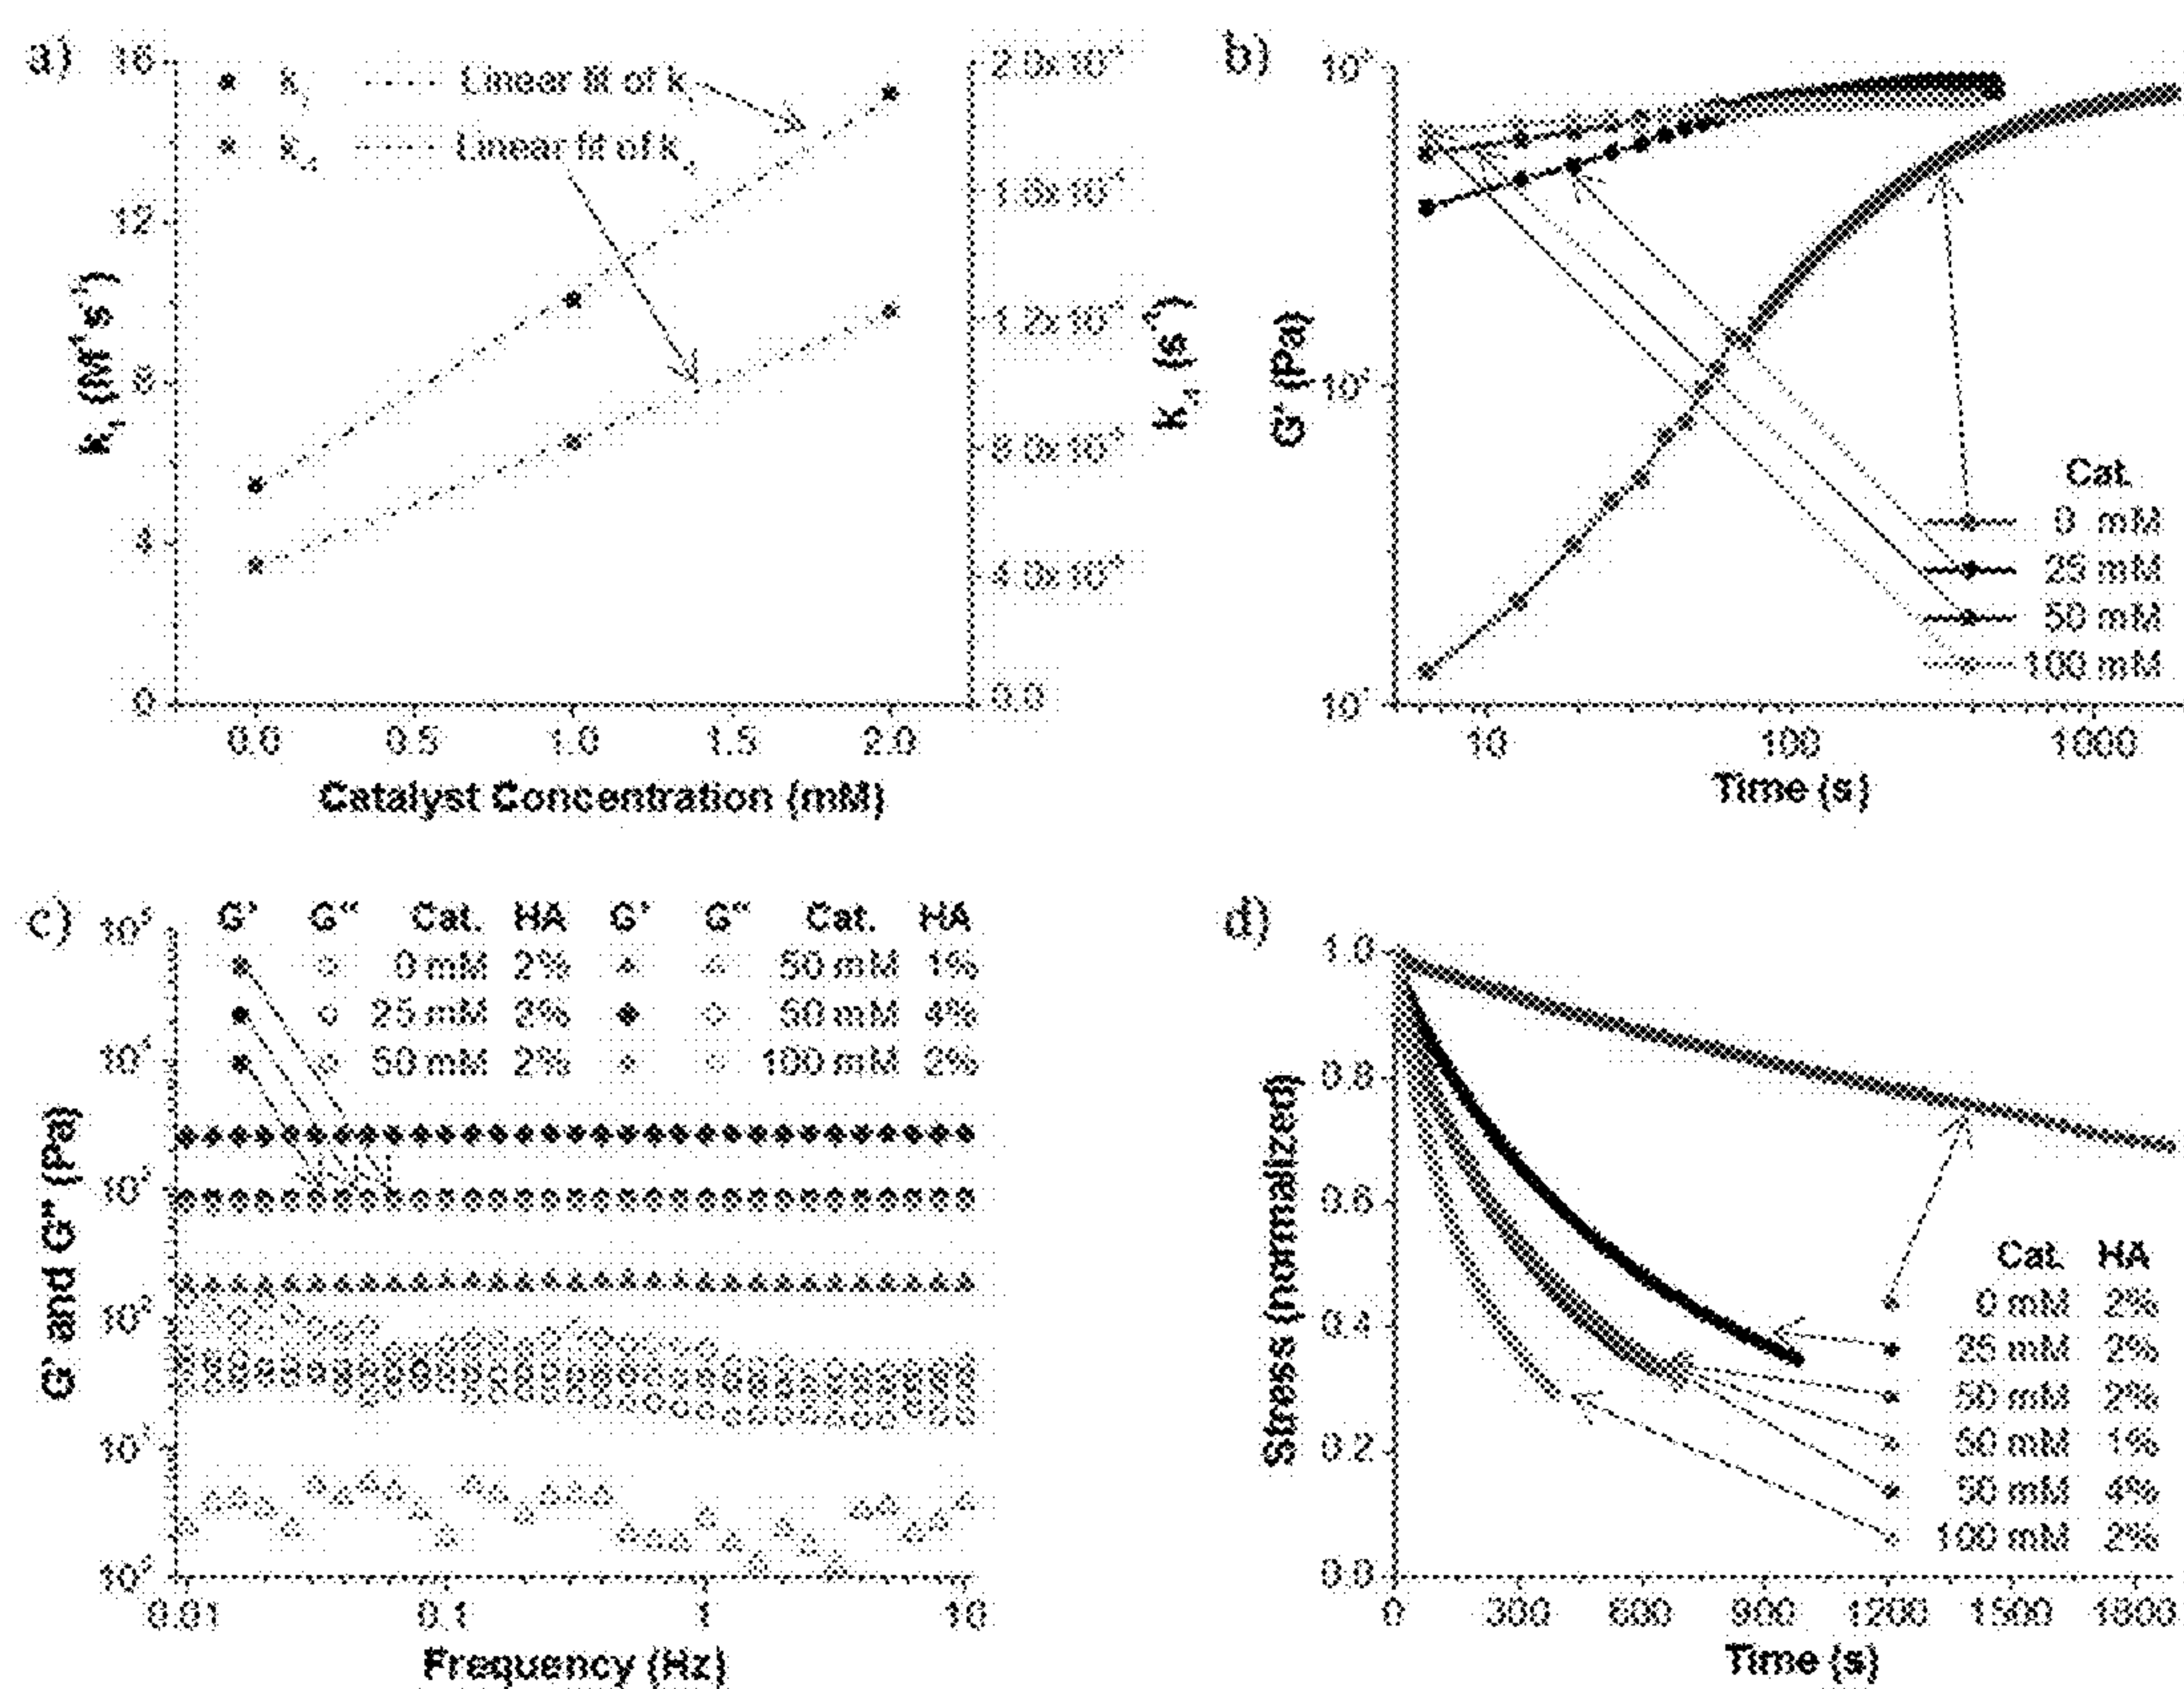 a)
16
12
8
4
0
k₁ Linear fit of k₁
k₋₁ Linear fit of k₋₁
k₁ (M⁻¹s⁻¹)
k₋₁ (s⁻¹)
0.0
0.0 0.5 1.0 1.5 2.0
Catalyst Concentration (mM)
b)
G' (Pa)
Cat.
0 mM
25 mM
50 mM
100 mM
10 100 1000
Time (s)
c)
G' G" Cat. HA G' G" Cat. HA
0 mM 2% 50 mM 1%
25 mM 2% 50 mM 4%
50 mM 2% 100 mM 2%
G' and G" (Pa)
0.01 0.1 1 10
Frequency (Hz)
d)
1.0
0.8
0.6
0.4
0.2
0.0
Stress (normalized)
Cat. HA
0 mM 2%
25 mM 2%
50 mM 2%
50 mM 1%
50 mM 4%
100 mM 2%
0 300 600 900 1200 1500 1800
Time (s)